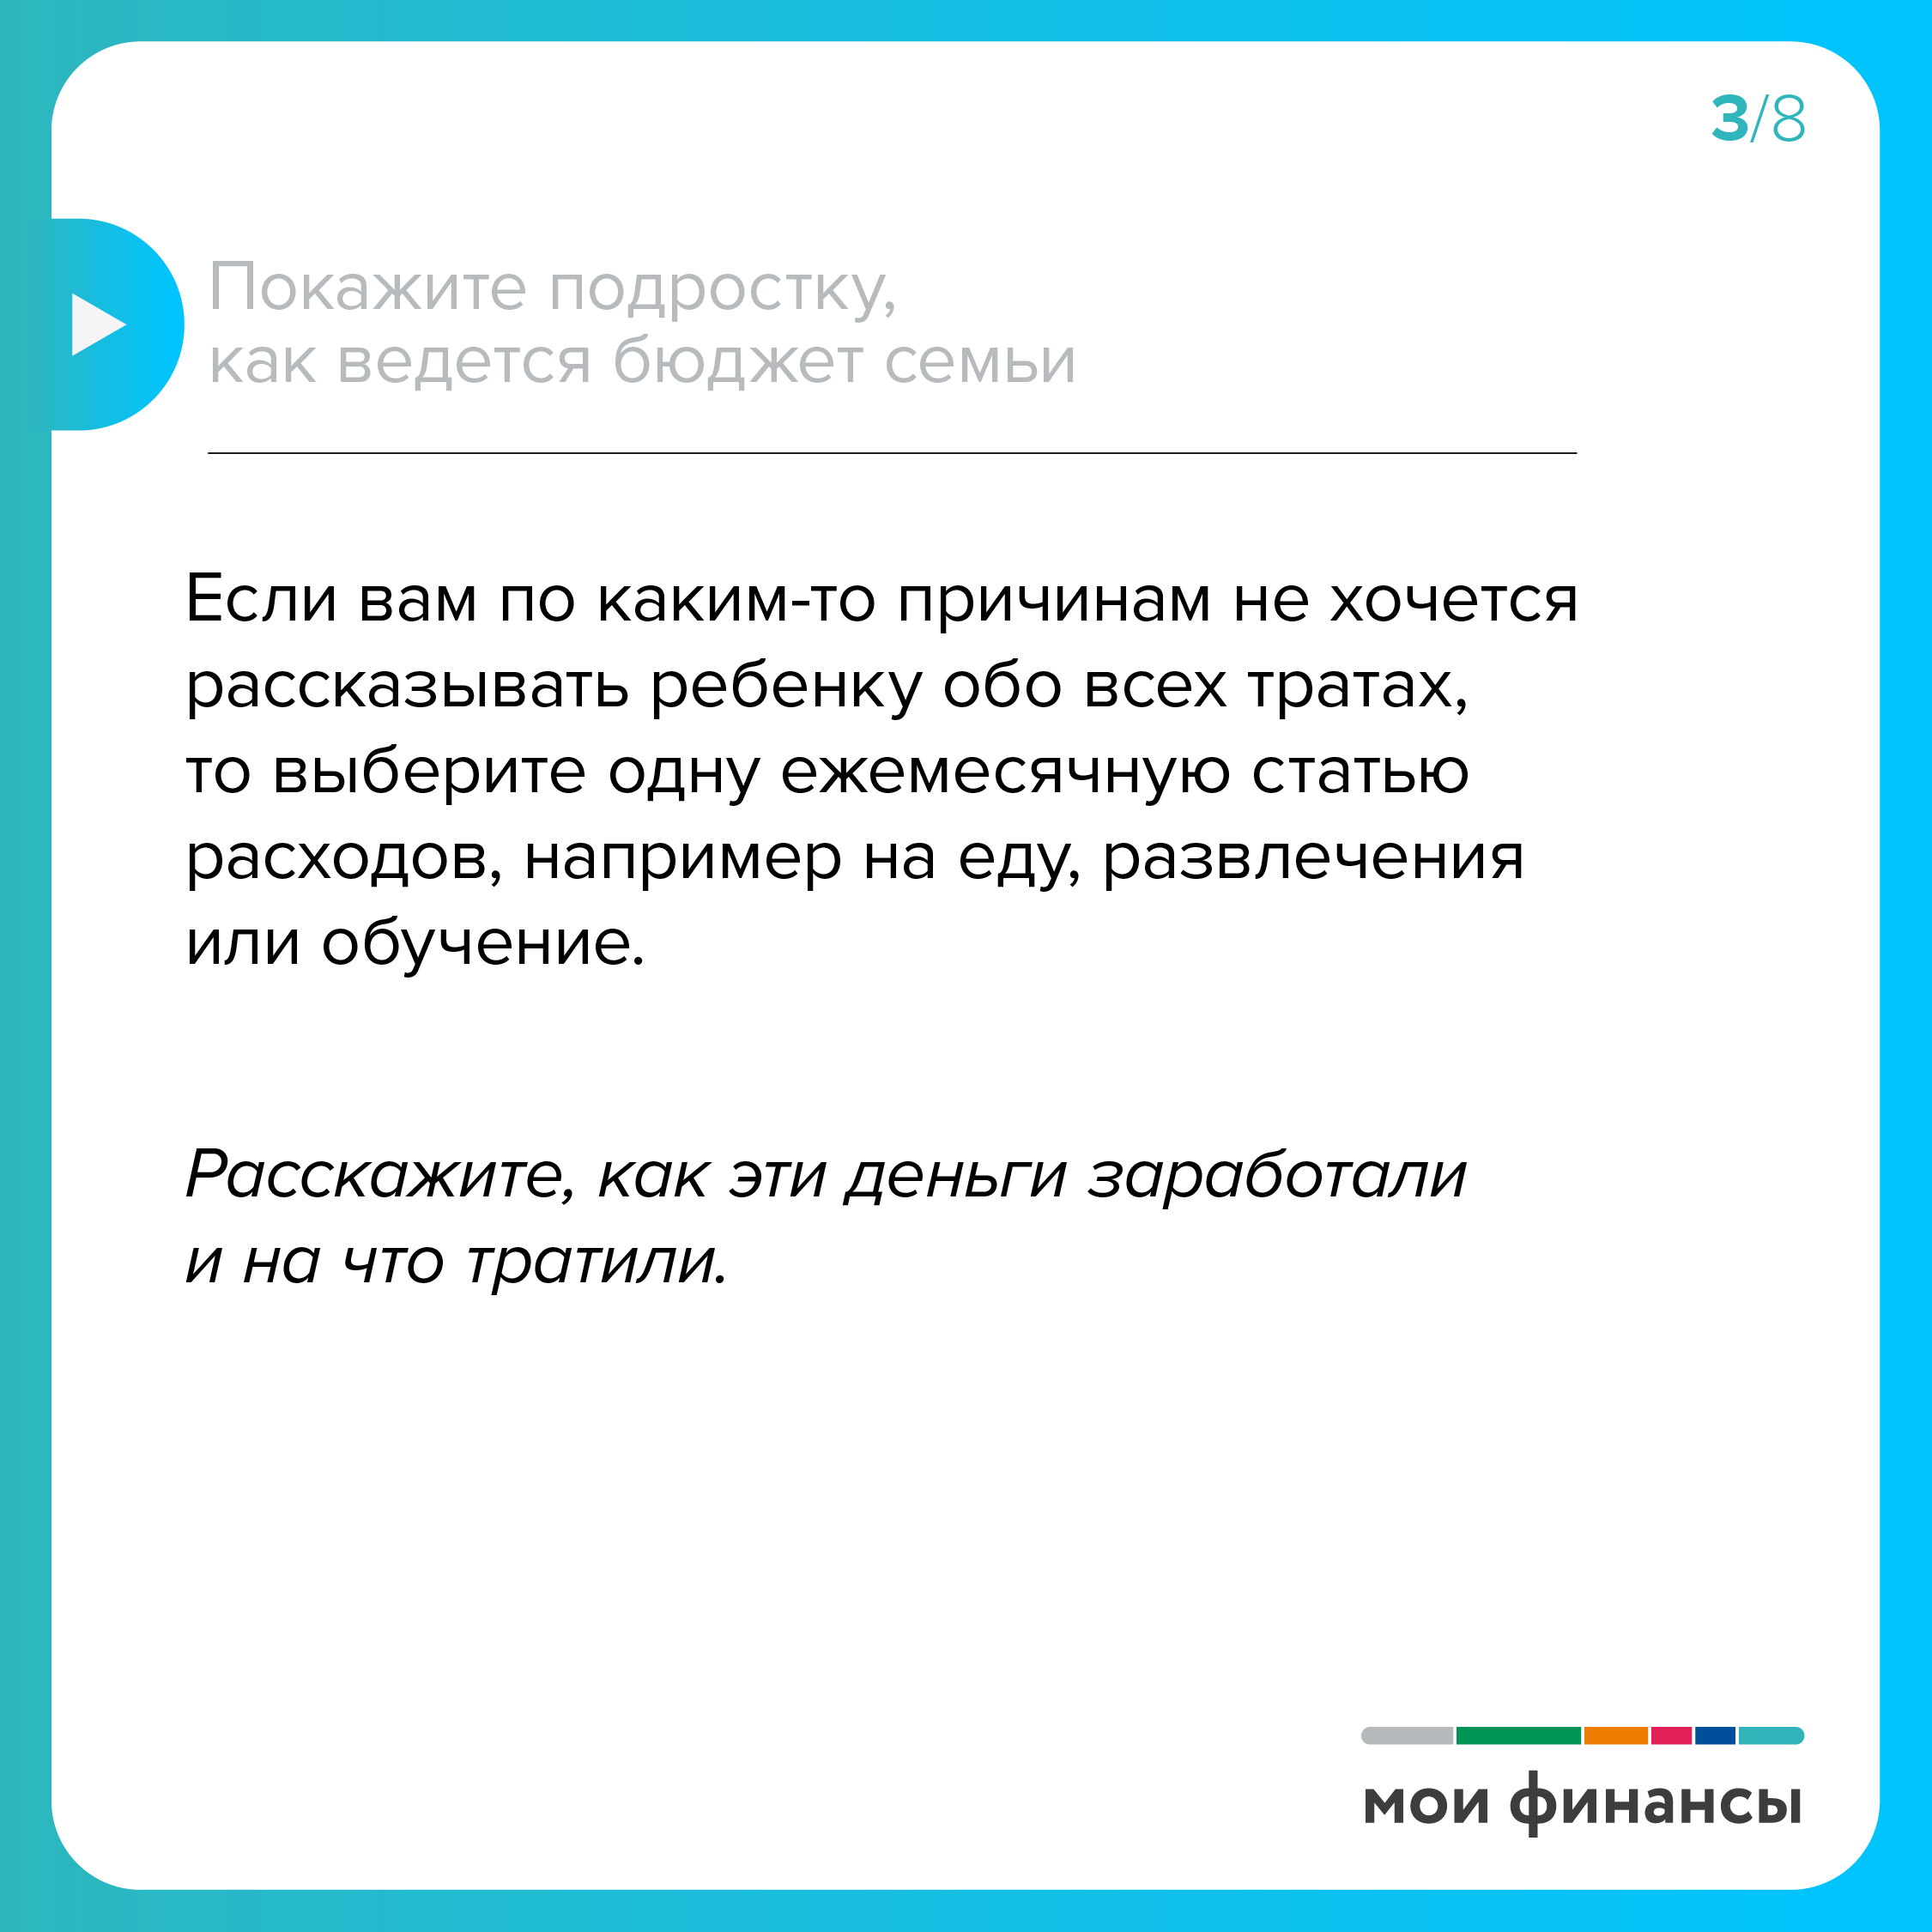 3/8
Покажите подростку,
как ведется бюджет семьи
Если вам по каким-то причинам не хочется
рассказывать ребенку обо всех тратах,
то выберите одну ежемесячную статью
расходов, например на еду, развлечения
или обучение.
Расскажите, как эти деньги заработали
и на что тратили.
мои финансы